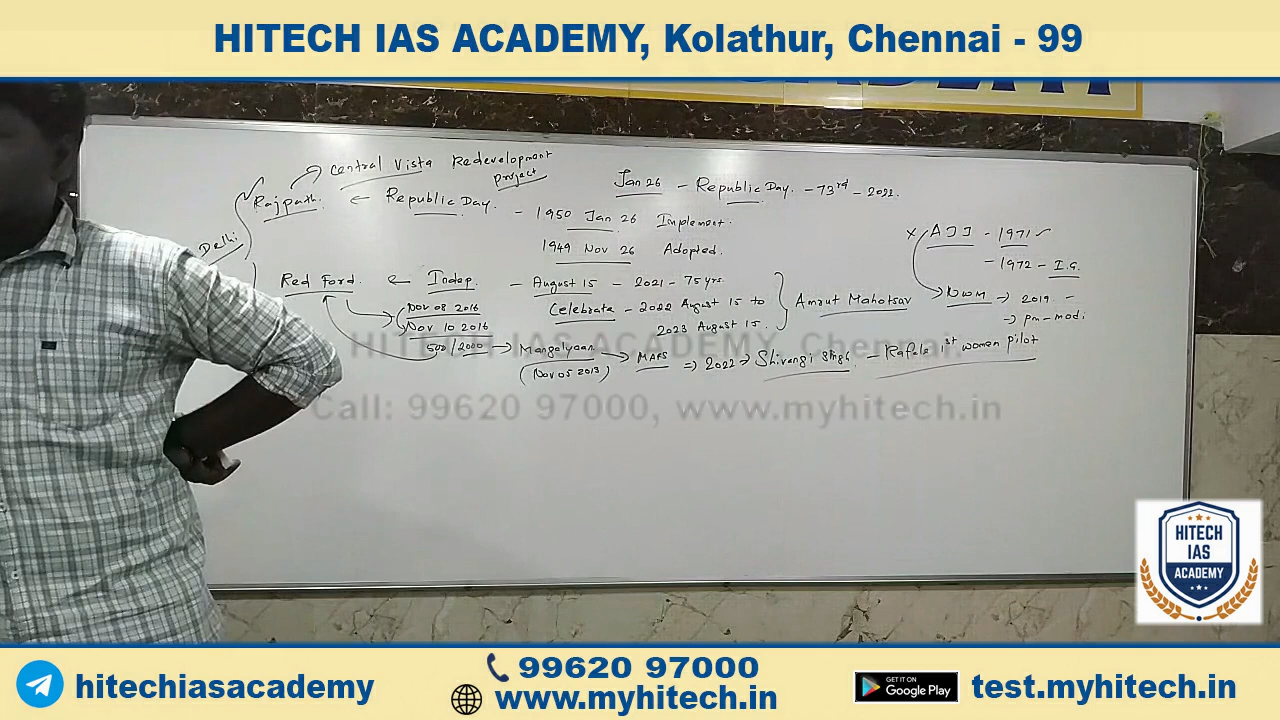 HITECH IAS ACADEMY, Kolathur, Chennai - 99
Central Vista Redevelopment
project
Rajpath. ← Republic Day.
Jan 26 - Republic Day. - 73rd - 2022.
- 1950 Jan 26 Implement.
1949 Nov 26 Adopted.
Delhi
Red Ford. ← Indep. - August 15 - 2021 - 75 yrs.
Celebrate - 2022 August 15 to
2023 August 15.
Amrut Mahotsav
x AJJ - 1971 ✓
- 1972 - I.G.
NWM → 2019 -
→ pm - modi
Nov 08 2016
Nov 10 2016
500/2000 → Mangalyaan → MARS ⇒ 2022 → Shivangi Singh - Rafale 1st women pilot
(Nov 05 2013)
HITECH IAS ACADEMY, Chennai.
Call: 99620 97000, www.myhitech.in
HITECH
IAS
ACADEMY
hitechiasacademy
99620 97000
www.myhitech.in
GET IT ON
Google Play
test.myhitech.in